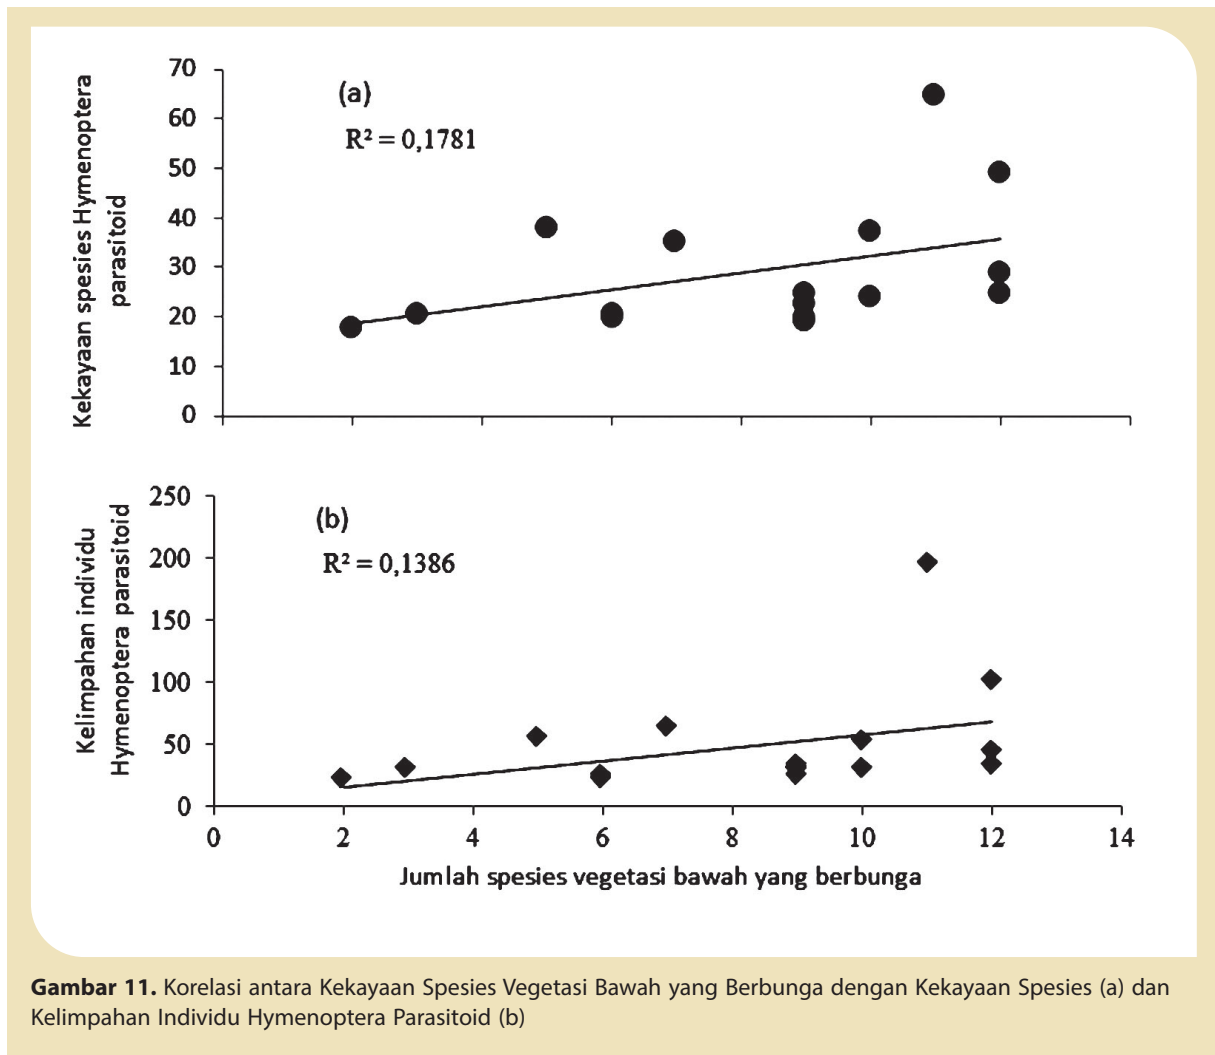 70
60
50
40
30
20
10
0
Kekayaan spesies Hymenoptera
parasitoid
(a)
R² = 0,1781
250
200
150
100
50
0
Kelimpahan individu
Hymenoptera parasitoid
(b)
R² = 0,1386
0 2 4 6 8 10 12 14
Jumlah spesies vegetasi bawah yang berbunga
Gambar 11. Korelasi antara Kekayaan Spesies Vegetasi Bawah yang Berbunga dengan Kekayaan Spesies (a) dan
Kelimpahan Individu Hymenoptera Parasitoid (b)